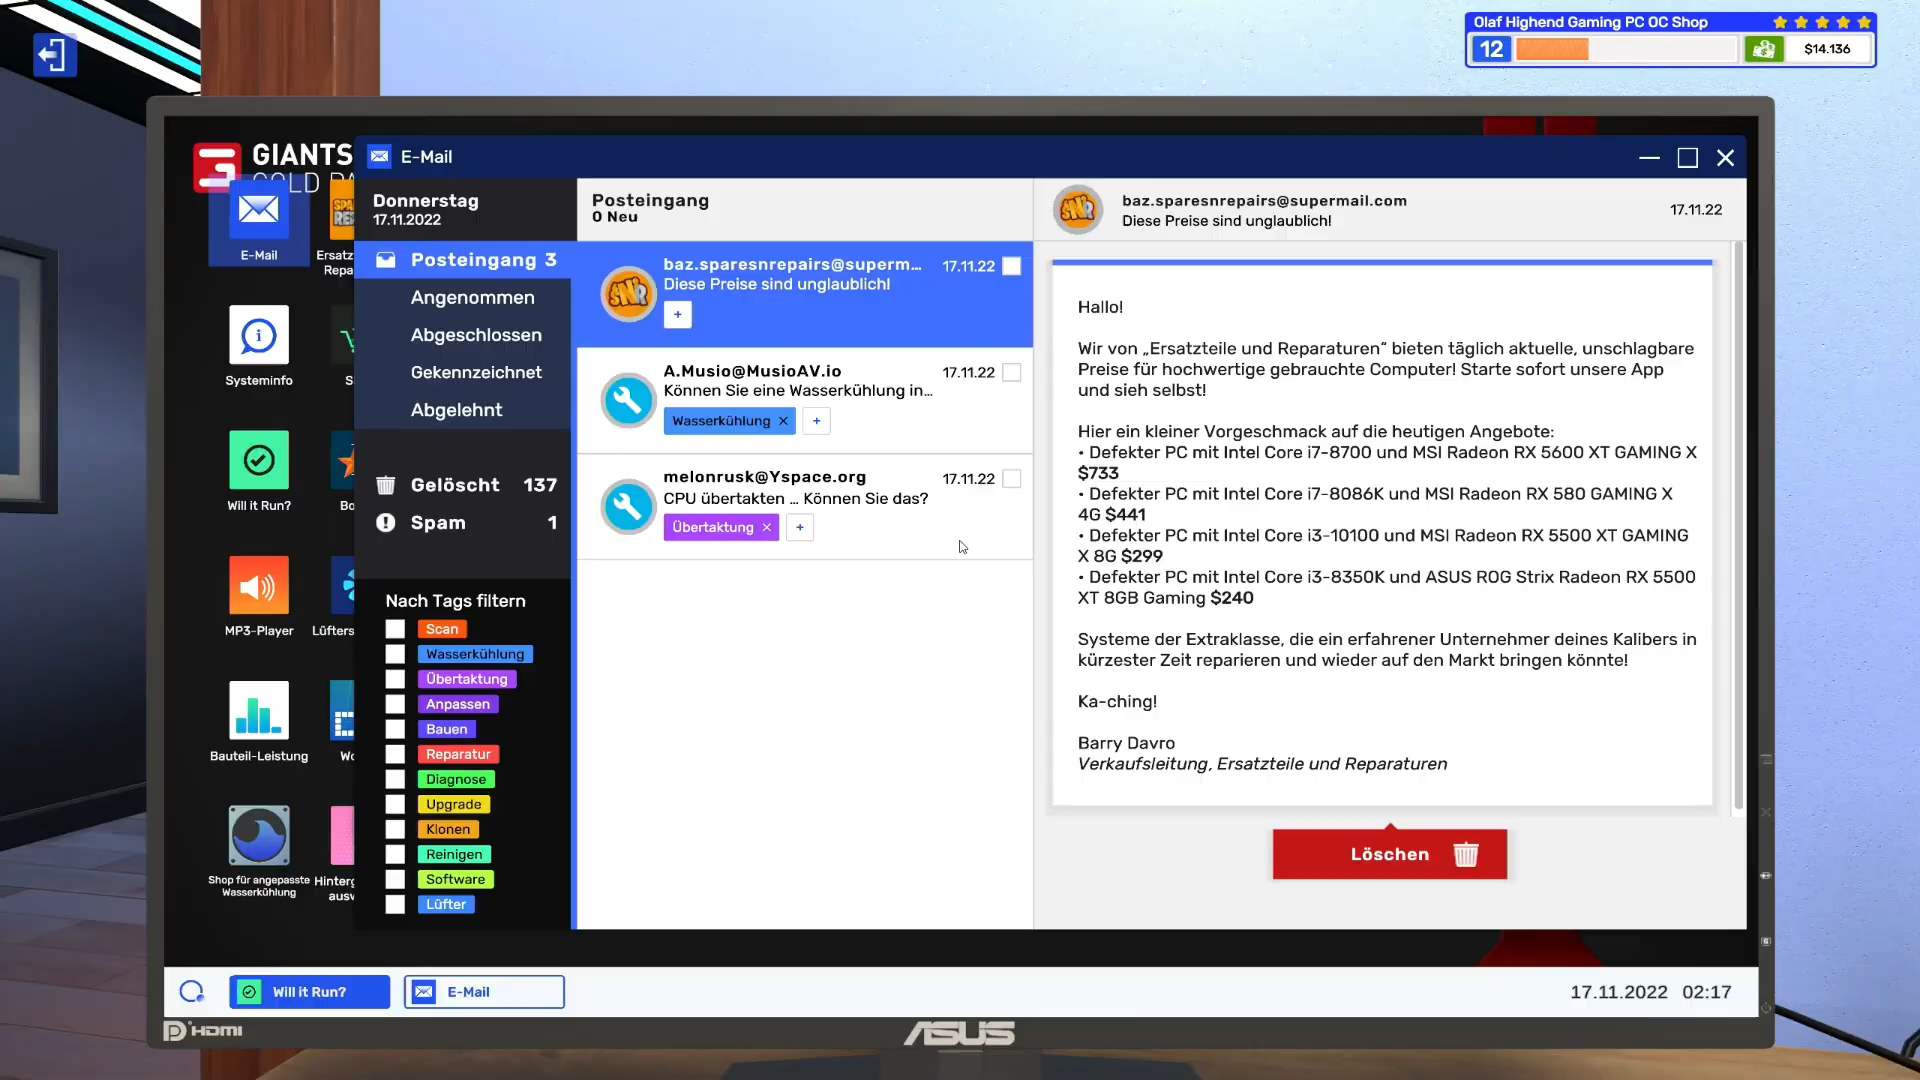 Olaf Highend Gaming PC OC Shop
12
$14.136
GIANTS
E-Mail
Donnerstag
17.11.2022
Posteingang
0 Neu
baz.sparesnrepairs@supermail.com
Diese Preise sind unglaublich!
17.11.22
Posteingang 3
Angenommen
Abgeschlossen
Gekennzeichnet
Abgelehnt
Gelöscht 137
Spam 1
Nach Tags filtern
Scan
Wasserkühlung
Übertaktung
Anpassen
Bauen
Reparatur
Diagnose
Upgrade
Klonen
Reinigen
Software
Lüfter
SNR
baz.sparesnrepairs@superm... 17.11.22
Diese Preise sind unglaublich!
+
A.Musio@MusioAV.io 17.11.22
Können Sie eine Wasserkühlung in...
Wasserkühlung × +
melonrusk@Yspace.org 17.11.22
CPU übertakten ... Können Sie das?
Übertaktung × +
SNR
Hallo!
Wir von „Ersatzteile und Reparaturen“ bieten täglich aktuelle, unschlagbare
Preise für hochwertige gebrauchte Computer! Starte sofort unsere App
und sieh selbst!
Hier ein kleiner Vorgeschmack auf die heutigen Angebote:
• Defekter PC mit Intel Core i7-8700 und MSI Radeon RX 5600 XT GAMING X
$733
• Defekter PC mit Intel Core i7-8086K und MSI Radeon RX 580 GAMING X
4G $441
• Defekter PC mit Intel Core i3-10100 und MSI Radeon RX 5500 XT GAMING
X 8G $299
• Defekter PC mit Intel Core i3-8350K und ASUS ROG Strix Radeon RX 5500
XT 8GB Gaming $240
Systeme der Extraklasse, die ein erfahrener Unternehmer deines Kalibers in
kürzester Zeit reparieren und wieder auf den Markt bringen könnte!
Ka-ching!
Barry Davro
Verkaufsleitung, Ersatzteile und Reparaturen
Löschen
E-Mail
Ersatz
Repa
Systeminfo
Will it Run?
Bo
MP3-Player
Lüfters
Bauteil-Leistung
Wo
Shop für angepasste
Wasserkühlung
Hinterg
ausw
Will it Run?
E-Mail
17.11.2022 02:17
HDMI
ASUS